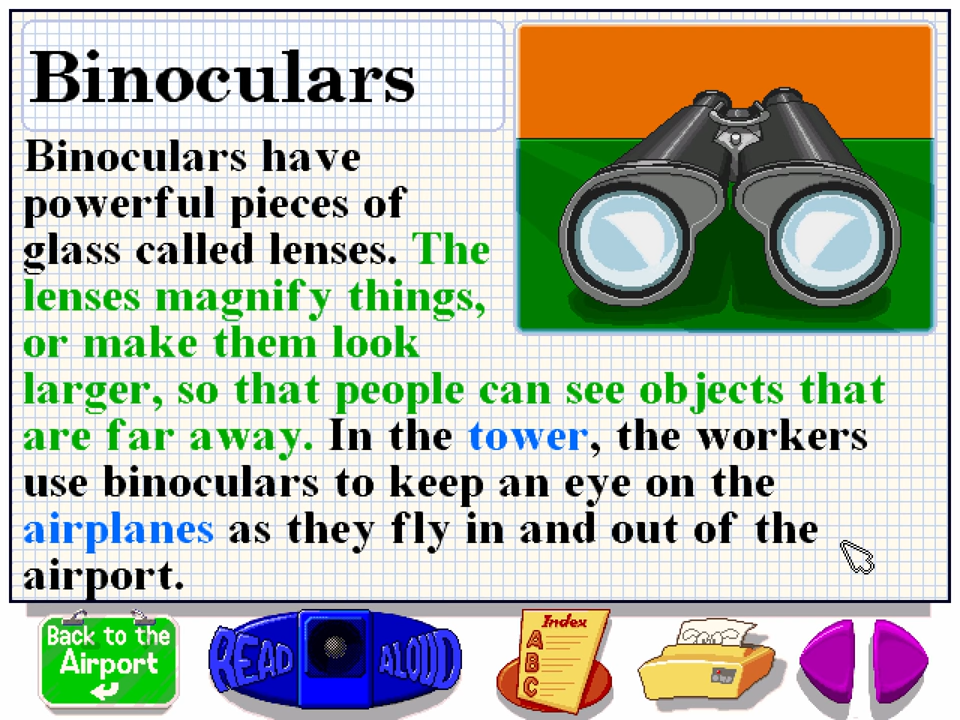 Binoculars
Binoculars have
powerful pieces of
glass called lenses. The
lenses magnify things,
or make them look
larger, so that people can see objects that
are far away. In the tower, the workers
use binoculars to keep an eye on the
airplanes as they fly in and out of the
airport.
Back to the
Airport
READ ALOUD
Index
A
B
C